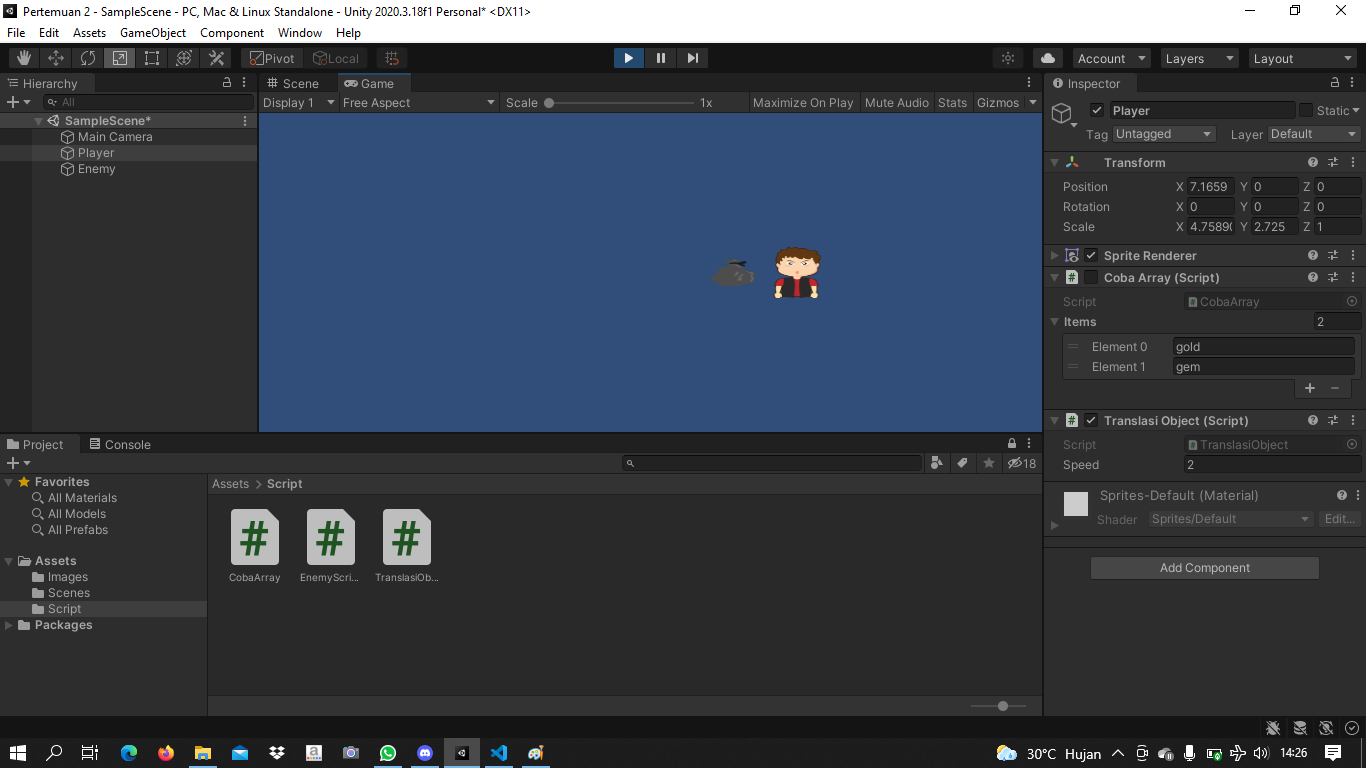 Pertemuan 2 - SampleScene - PC, Mac & Linux Standalone - Unity 2020.3.18f1 Personal* <DX11>
File Edit Assets GameObject Component Window Help
Pivot Local Account Layers Layout
Hierarchy
All
SampleScene*
Main Camera
Player
Enemy
Scene Game
Display 1 Free Aspect Scale 1x Maximize On Play Mute Audio Stats Gizmos
Inspector
Player Static
Tag Untagged Layer Default
Transform
Position X 7.1659 Y 0 Z 0
Rotation X 0 Y 0 Z 0
Scale X 4.7589 Y 2.725 Z 1
Sprite Renderer
Coba Array (Script)
Script CobaArray
Items 2
Element 0 gold
Element 1 gem
+ −
Translasi Object (Script)
Script TranslasiObject
Speed 2
Sprites-Default (Material)
Shader Sprites/Default Edit...
Add Component
Project Console
18
Favorites
All Materials
All Models
All Prefabs
Assets
Images
Scenes
Script
Packages
Assets > Script
# # #
CobaArray EnemyScri... TranslasiOb...
30°C Hujan 14:26